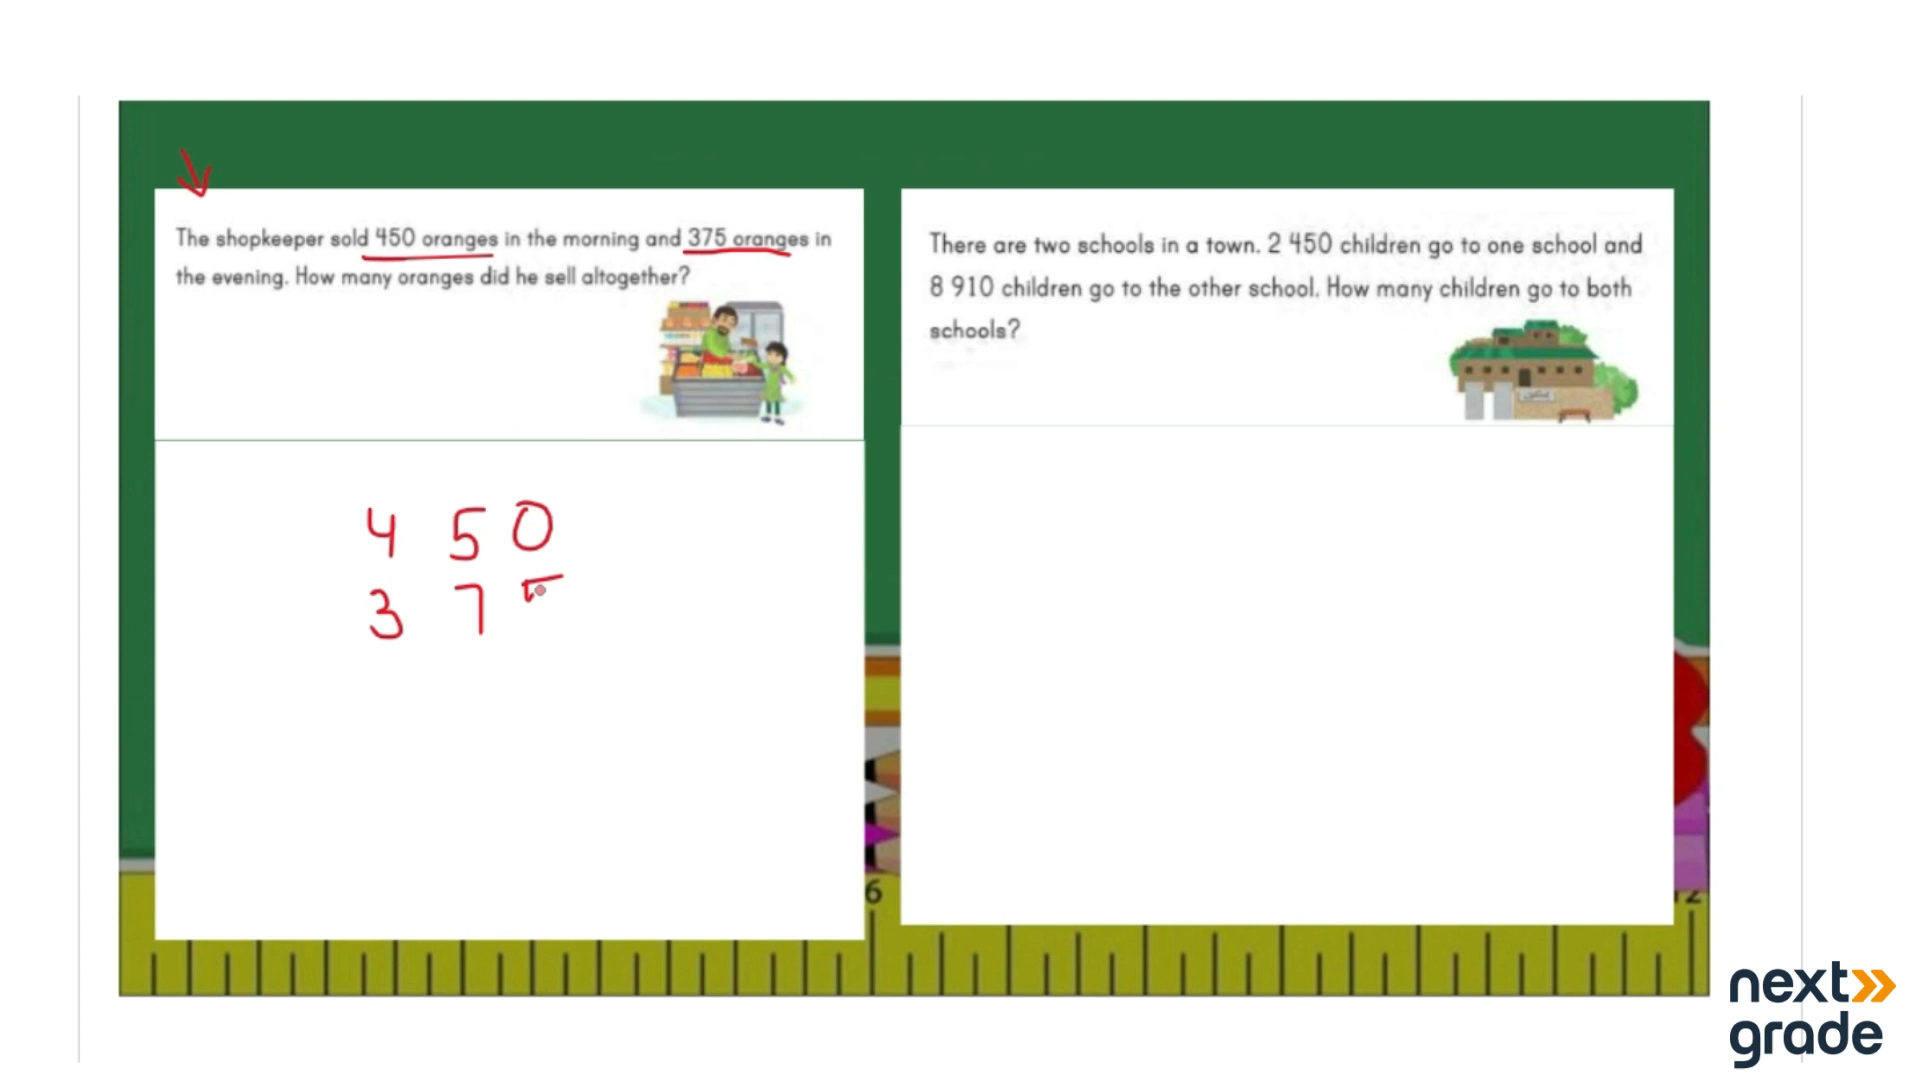 The shopkeeper sold 450 oranges in the morning and 375 oranges in
the evening. How many oranges did he sell altogether?
4 5 0
3 7
There are two schools in a town. 2 450 children go to one school and
8 910 children go to the other school. How many children go to both
schools?
6
12
next
grade